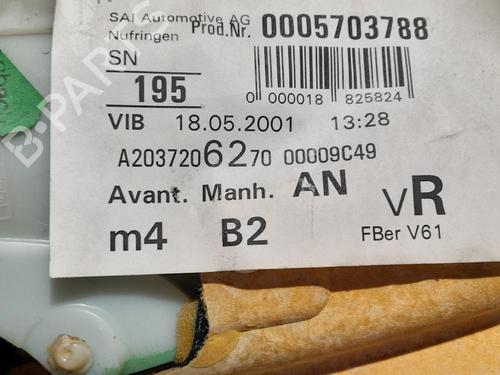 SAI Automotive AG
Nufringen Prod.Nr. 0005703788
SN
195
0 000018 825824
VIB 18.05.2001 13:28
A2037206270 00009C49
Avant. Manh. AN VR
m4 B2 FBer V61
B-PARTS